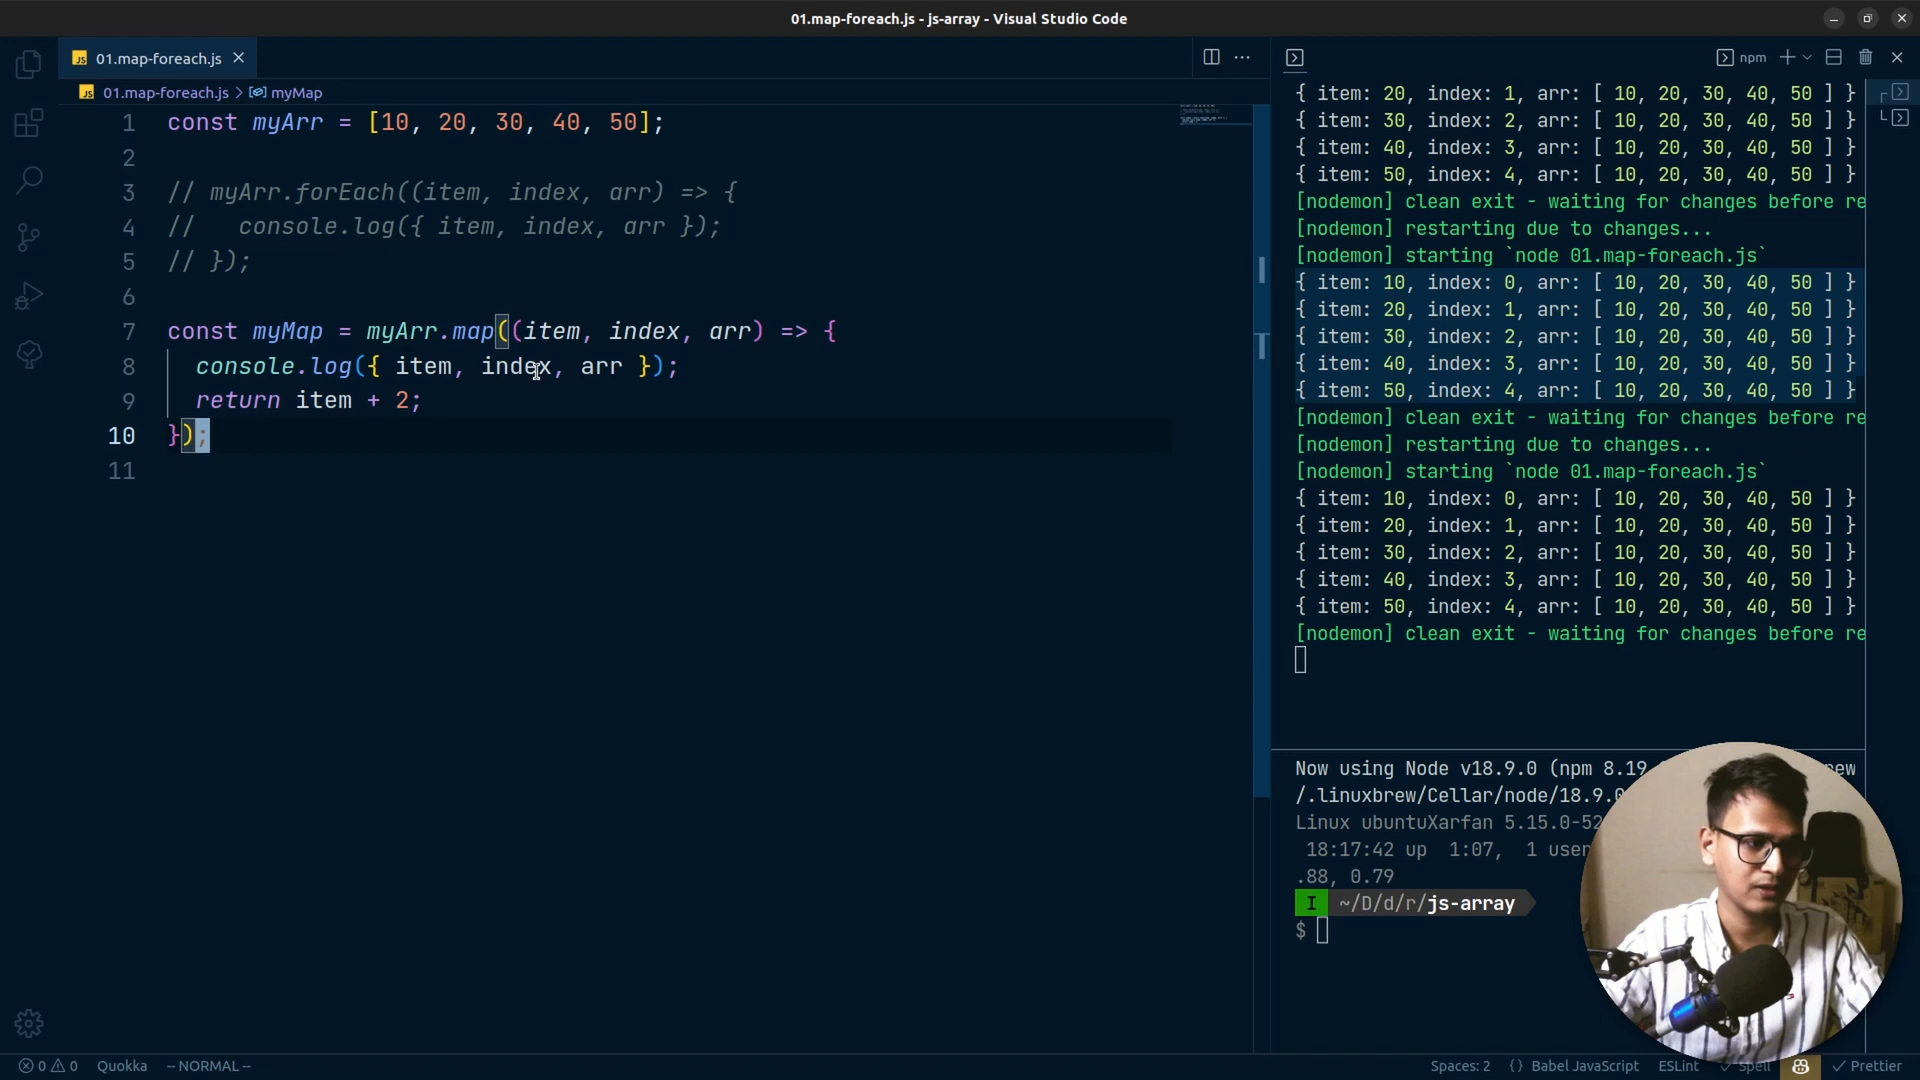 01.map-foreach.js - js-array - Visual Studio Code
01.map-foreach.js
01.map-foreach.js > myMap
1 const myArr = [10, 20, 30, 40, 50];
2
3 // myArr.forEach((item, index, arr) => {
4 //   console.log({ item, index, arr });
5 // });
6
7 const myMap = myArr.map((item, index, arr) => {
8   console.log({ item, index, arr });
9   return item + 2;
10 });
11
npm
{ item: 20, index: 1, arr: [ 10, 20, 30, 40, 50 ] }
{ item: 30, index: 2, arr: [ 10, 20, 30, 40, 50 ] }
{ item: 40, index: 3, arr: [ 10, 20, 30, 40, 50 ] }
{ item: 50, index: 4, arr: [ 10, 20, 30, 40, 50 ] }
[nodemon] clean exit - waiting for changes before re
[nodemon] restarting due to changes...
[nodemon] starting `node 01.map-foreach.js`
{ item: 10, index: 0, arr: [ 10, 20, 30, 40, 50 ] }
{ item: 20, index: 1, arr: [ 10, 20, 30, 40, 50 ] }
{ item: 30, index: 2, arr: [ 10, 20, 30, 40, 50 ] }
{ item: 40, index: 3, arr: [ 10, 20, 30, 40, 50 ] }
{ item: 50, index: 4, arr: [ 10, 20, 30, 40, 50 ] }
[nodemon] clean exit - waiting for changes before re
[nodemon] restarting due to changes...
[nodemon] starting `node 01.map-foreach.js`
{ item: 10, index: 0, arr: [ 10, 20, 30, 40, 50 ] }
{ item: 20, index: 1, arr: [ 10, 20, 30, 40, 50 ] }
{ item: 30, index: 2, arr: [ 10, 20, 30, 40, 50 ] }
{ item: 40, index: 3, arr: [ 10, 20, 30, 40, 50 ] }
{ item: 50, index: 4, arr: [ 10, 20, 30, 40, 50 ] }
[nodemon] clean exit - waiting for changes before re
Now using Node v18.9.0 (npm 8.19
/.linuxbrew/Cellar/node/18.9.0
Linux ubuntuXarfan 5.15.0-52
18:17:42 up 1:07, 1 user
.88, 0.79
I ~/D/d/r/js-array
$
0 0 Quokka -- NORMAL --
Spaces: 2 {} Babel JavaScript ESLint Spell Prettier